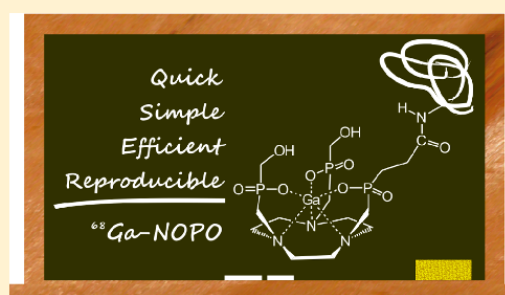 Quick
Simple
Efficient
Reproducible
⁶⁸Ga-NOPO
H
N
C
O
OH
OH
P
O
O
O
P
O
O
P
O
Ga
N
N
N